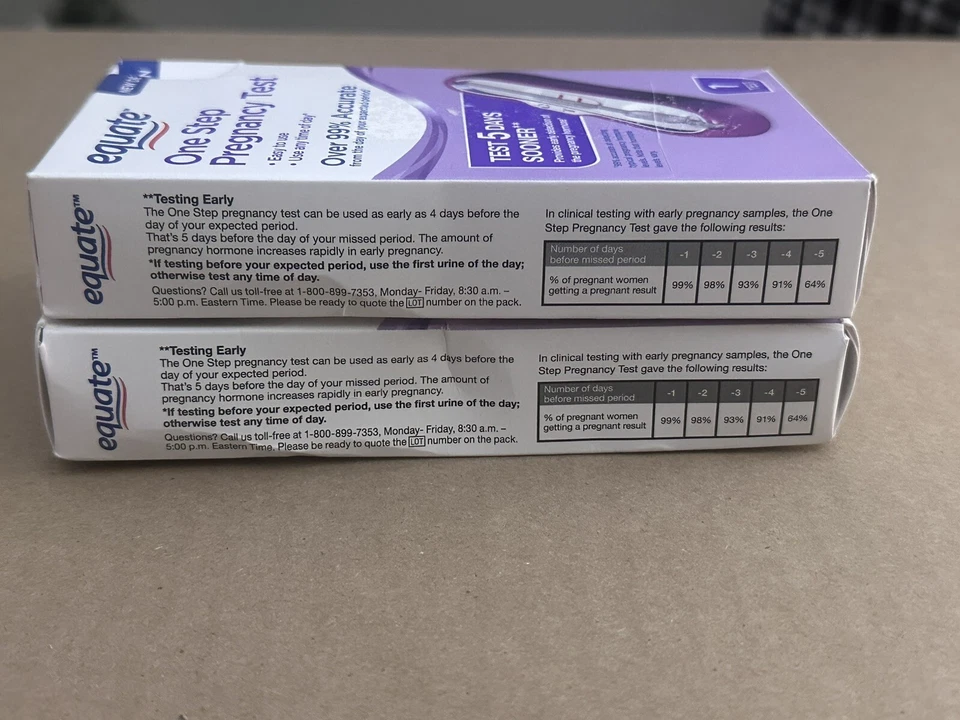 equate
One Step
Pregnancy Test
• Easy to use
• Use any time of day*
Over 99% Accurate
from the day of your expected period
TEST 5 DAYS
SOONER**
Provides early detection of
the pregnancy hormone
1
equate™
**Testing Early
The One Step pregnancy test can be used as early as 4 days before the
day of your expected period.
That's 5 days before the day of your missed period. The amount of
pregnancy hormone increases rapidly in early pregnancy.
*If testing before your expected period, use the first urine of the day;
otherwise test any time of day.
Questions? Call us toll-free at 1-800-899-7353, Monday- Friday, 8:30 a.m. –
5:00 p.m. Eastern Time. Please be ready to quote the LOT number on the pack.
In clinical testing with early pregnancy samples, the One
Step Pregnancy Test gave the following results:
Number of days before missed period -1 -2 -3 -4 -5
% of pregnant women getting a pregnant result 99% 98% 93% 91% 64%
equate™
**Testing Early
The One Step pregnancy test can be used as early as 4 days before the
day of your expected period.
That's 5 days before the day of your missed period. The amount of
pregnancy hormone increases rapidly in early pregnancy.
*If testing before your expected period, use the first urine of the day;
otherwise test any time of day.
Questions? Call us toll-free at 1-800-899-7353, Monday- Friday, 8:30 a.m. –
5:00 p.m. Eastern Time. Please be ready to quote the LOT number on the pack.
In clinical testing with early pregnancy samples, the One
Step Pregnancy Test gave the following results:
Number of days before missed period -1 -2 -3 -4 -5
% of pregnant women getting a pregnant result 99% 98% 93% 91% 64%